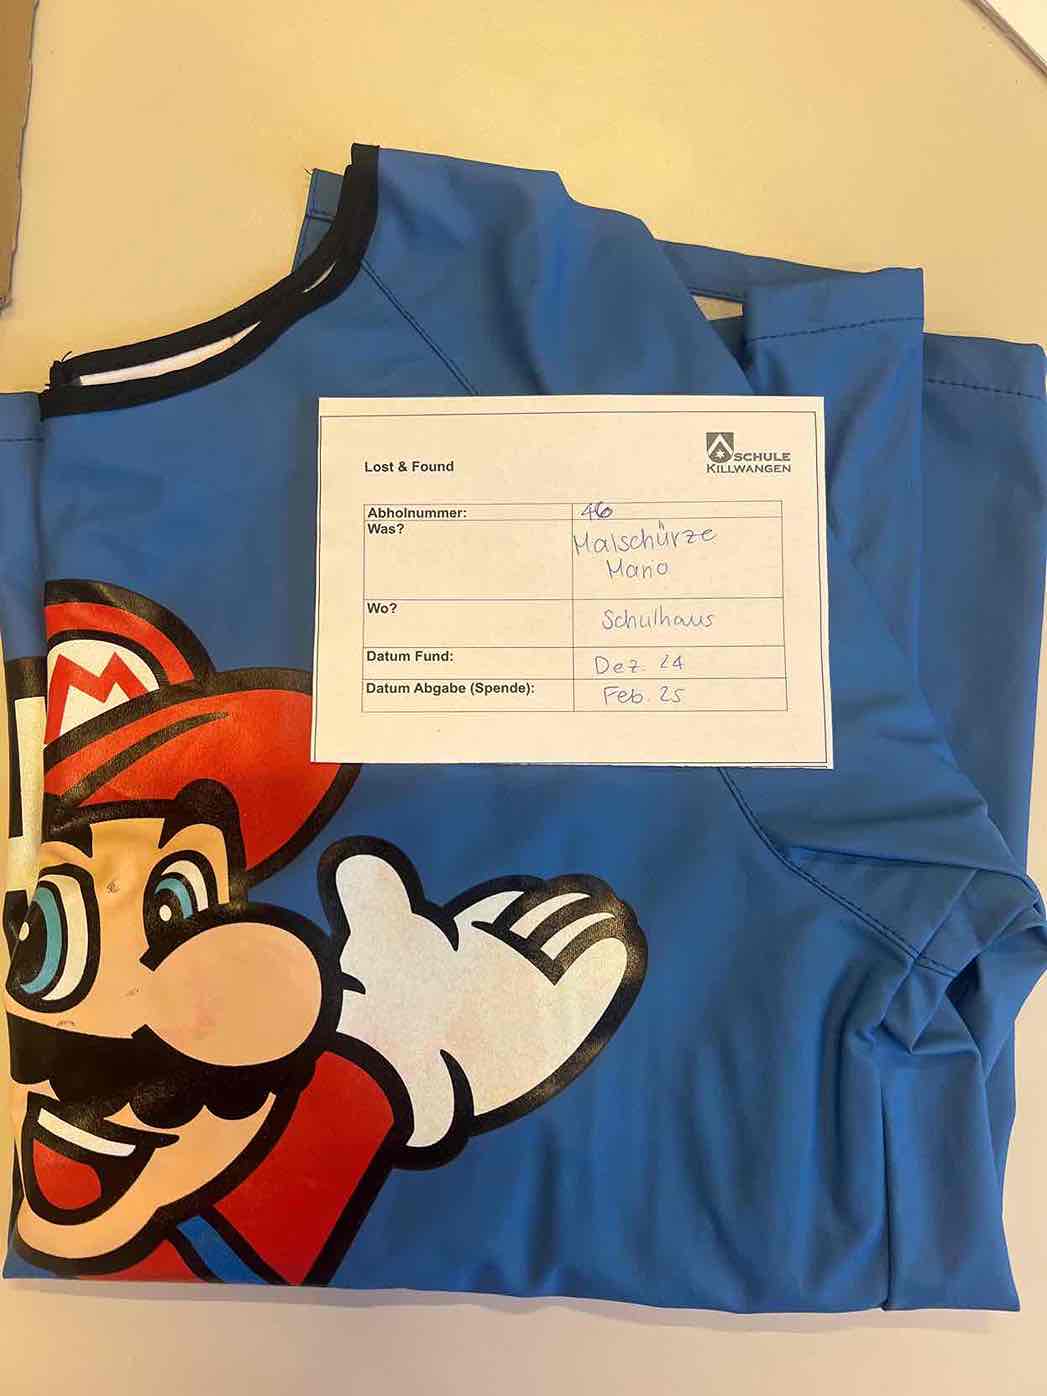 SCHULE
KILLWANGEN
Lost & Found
Abholnummer: 46
Was? Malschürze
Mario
Wo? Schulhaus
Datum Fund: Dez. 24
Datum Abgabe (Spende): Feb. 25
M